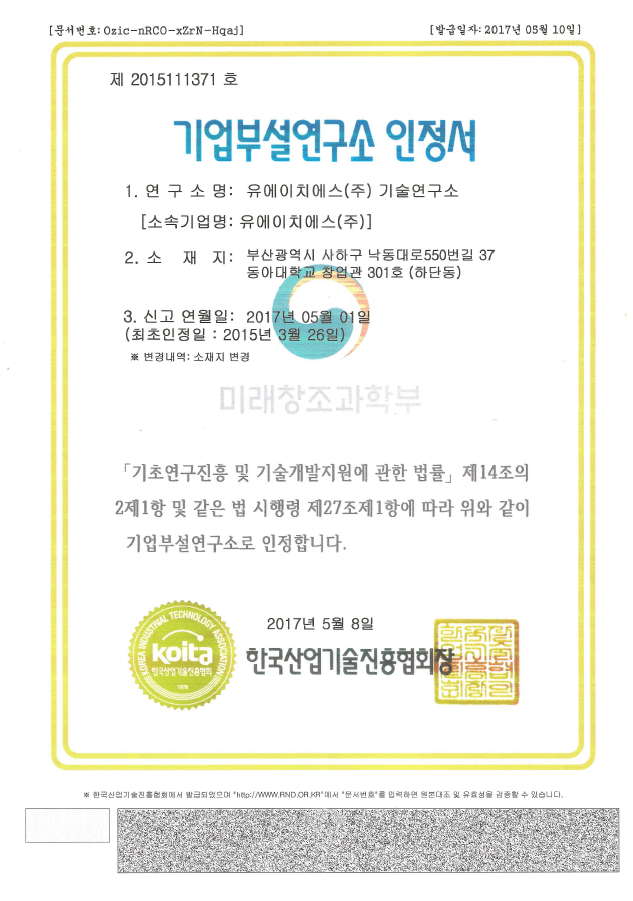 [문서번호: Ozic-nRCO-xZrN-Hqaj] [발급일자: 2017년 05월 10일]
제 2015111371 호
기업부설연구소 인정서
1. 연 구 소 명: 유에이치에스(주) 기술연구소
[소속기업명: 유에이치에스(주)]
2. 소 재 지: 부산광역시 사하구 낙동대로550번길 37
동아대학교 창업관 301호 (하단동)
3. 신고 연월일: 2017년 05월 01일
(최초인정일 : 2015년 3월 26일)
※ 변경내역: 소재지 변경
미래창조과학부
「기초연구진흥 및 기술개발지원에 관한 법률」 제14조의
2제1항 및 같은 법 시행령 제27조제1항에 따라 위와 같이
기업부설연구소로 인정합니다.
2017년 5월 8일
KOREA INDUSTRIAL TECHNOLOGY ASSOCIATION
koita
한국산업기술진흥협회
1979
한국산업기술진흥협회장
※ 한국산업기술진흥협회에서 발급되었으며 "http://WWW.RND.OR.KR"에서 "문서번호"를 입력하면 원본대조 및 유효성을 검증할 수 있습니다.